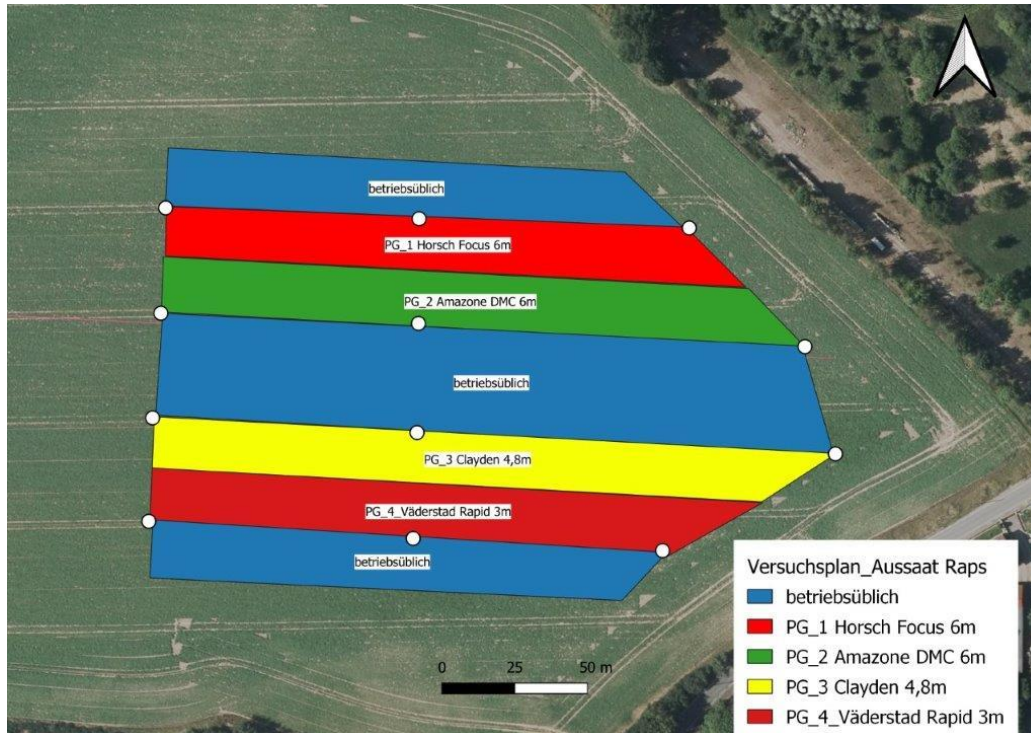 betriebsüblich
PG_1 Horsch Focus 6m
PG_2 Amazone DMC 6m
betriebsüblich
PG_3 Clayden 4,8m
PG_4_Väderstad Rapid 3m
betriebsüblich
0 25 50 m
Versuchsplan_Aussaat Raps
betriebsüblich
PG_1 Horsch Focus 6m
PG_2 Amazone DMC 6m
PG_3 Clayden 4,8m
PG_4_Väderstad Rapid 3m